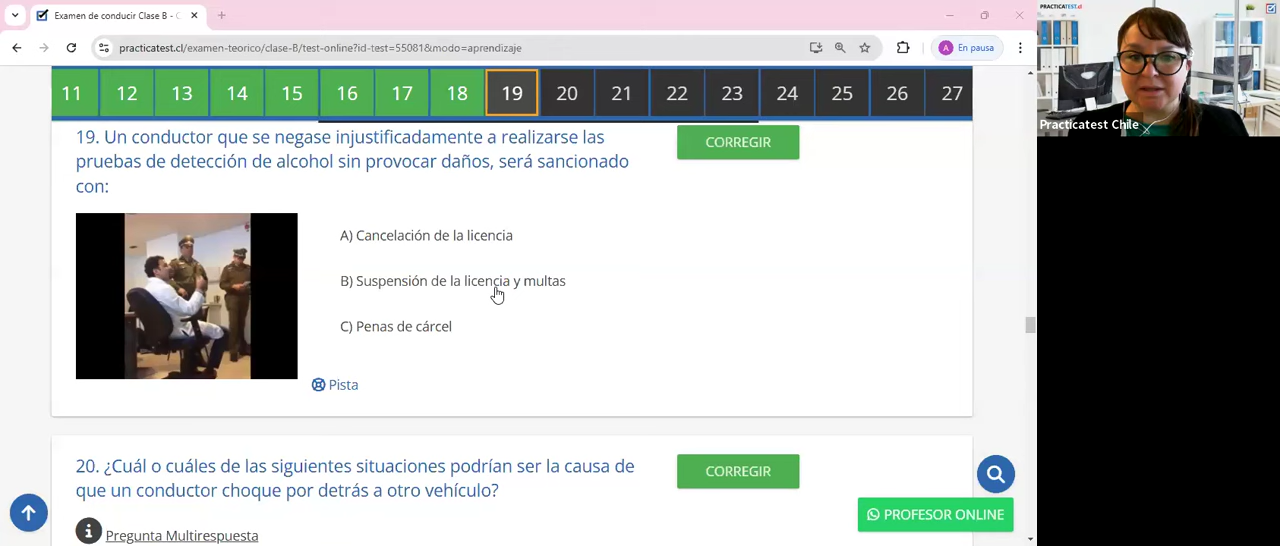 Examen de conducir Clase B - C
practicatest.cl/examen-teorico/clase-B/test-online?id-test=55081&modo=aprendizaje
A En pausa
PRACTICATEST.cl
Practicatest Chile
11 12 13 14 15 16 17 18 19 20 21 22 23 24 25 26 27
19. Un conductor que se negase injustificadamente a realizarse las
pruebas de detección de alcohol sin provocar daños, será sancionado
con:
CORREGIR
A) Cancelación de la licencia
B) Suspensión de la licencia y multas
C) Penas de cárcel
Pista
20. ¿Cuál o cuáles de las siguientes situaciones podrían ser la causa de
que un conductor choque por detrás a otro vehículo?
CORREGIR
Pregunta Multirespuesta
PROFESOR ONLINE